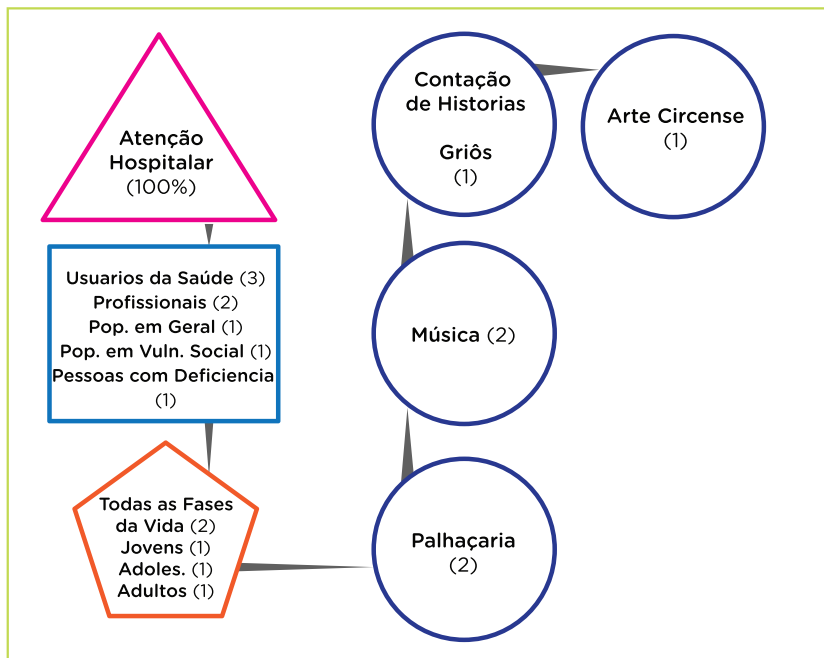 Atenção
Hospitalar
(100%)
Usuarios da Saúde (3)
Profissionais (2)
Pop. em Geral (1)
Pop. em Vuln. Social (1)
Pessoas com Deficiencia
(1)
Todas as Fases
da Vida (2)
Jovens (1)
Adoles. (1)
Adultos (1)
Palhaçaria
(2)
Música (2)
Contação
de Historias
Griôs
(1)
Arte Circense
(1)